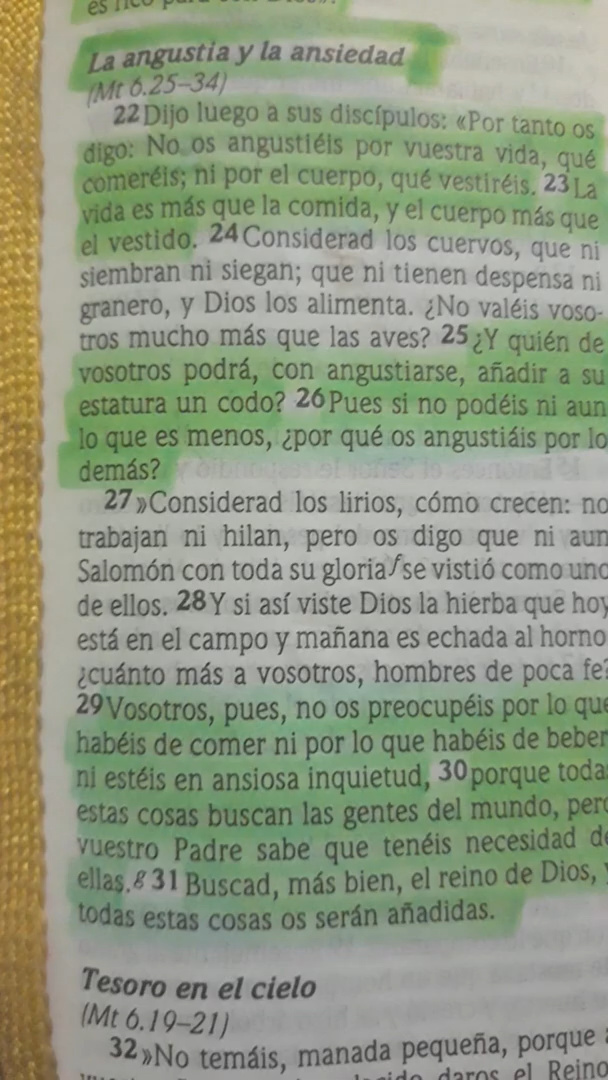 es rico para con Dios».
La angustia y la ansiedad
(Mt 6.25–34)
22 Dijo luego a sus discípulos: «Por tanto os
digo: No os angustiéis por vuestra vida, qué
comeréis; ni por el cuerpo, qué vestiréis. 23 La
vida es más que la comida, y el cuerpo más que
el vestido. 24 Considerad los cuervos, que ni
siembran ni siegan; que ni tienen despensa ni
granero, y Dios los alimenta. ¿No valéis voso-
tros mucho más que las aves? 25 ¿Y quién de
vosotros podrá, con angustiarse, añadir a su
estatura un codo? 26 Pues si no podéis ni aun
lo que es menos, ¿por qué os angustiáis por lo
demás?
27 »Considerad los lirios, cómo crecen: no
trabajan ni hilan, pero os digo que ni aun
Salomón con toda su gloria f se vistió como uno
de ellos. 28 Y si así viste Dios la hierba que hoy
está en el campo y mañana es echada al horno
¿cuánto más a vosotros, hombres de poca fe?
29 Vosotros, pues, no os preocupéis por lo que
habéis de comer ni por lo que habéis de beber
ni estéis en ansiosa inquietud, 30 porque todas
estas cosas buscan las gentes del mundo, pero
vuestro Padre sabe que tenéis necesidad de
ellas. g 31 Buscad, más bien, el reino de Dios, y
todas estas cosas os serán añadidas.
Tesoro en el cielo
(Mt 6.19–21)
32 »No temáis, manada pequeña, porque a
daros el Reino